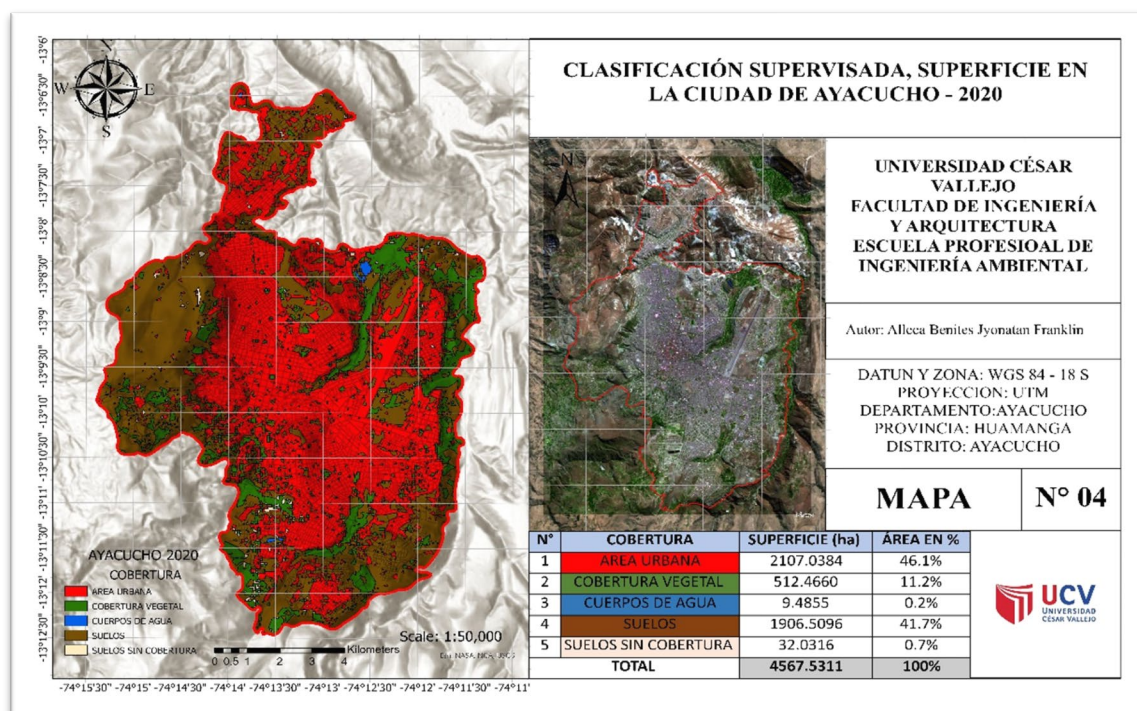 CLASIFICACIÓN SUPERVISADA, SUPERFICIE EN
LA CIUDAD DE AYACUCHO - 2020
UNIVERSIDAD CÉSAR
VALLEJO
FACULTAD DE INGENIERÍA
Y ARQUITECTURA
ESCUELA PROFESIOAL DE
INGENIERÍA AMBIENTAL
Autor: Allcca Benites Jyonatan Franklin
DATUN Y ZONA: WGS 84 - 18 S
PROYECCION: UTM
DEPARTAMENTO:AYACUCHO
PROVINCIA: HUAMANGA
DISTRITO: AYACUCHO
MAPA N° 04
N° COBERTURA SUPERFICIE (ha) ÁREA EN %
1 AREA URBANA 2107.0384 46.1%
2 COBERTURA VEGETAL 512.4660 11.2%
3 CUERPOS DE AGUA 9.4855 0.2%
4 SUELOS 1906.5096 41.7%
5 SUELOS SIN COBERTURA 32.0316 0.7%
TOTAL 4567.5311 100%
UCV
UNIVERSIDAD
CÉSAR VALLEJO
N
W E
S
N
-13°6'
-13°6'30"
-13°7'
-13°7'30"
-13°8'
-13°8'30"
-13°9'
-13°9'30"
-13°10'
-13°10'30"
-13°11'
-13°11'30"
-13°12'
-13°12'30"
AYACUCHO 2020
COBERTURA
AREA URBANA
COBERTURA VEGETAL
CUERPOS DE AGUA
SUELOS
SUELOS SIN COBERTURA
Scale: 1:50,000
Kilometers
0 0.5 1 2 3 4
-74°15'30" -74°15' -74°14'30" -74°14' -74°13'30" -74°13' -74°12'30" -74°12' -74°11'30" -74°11'